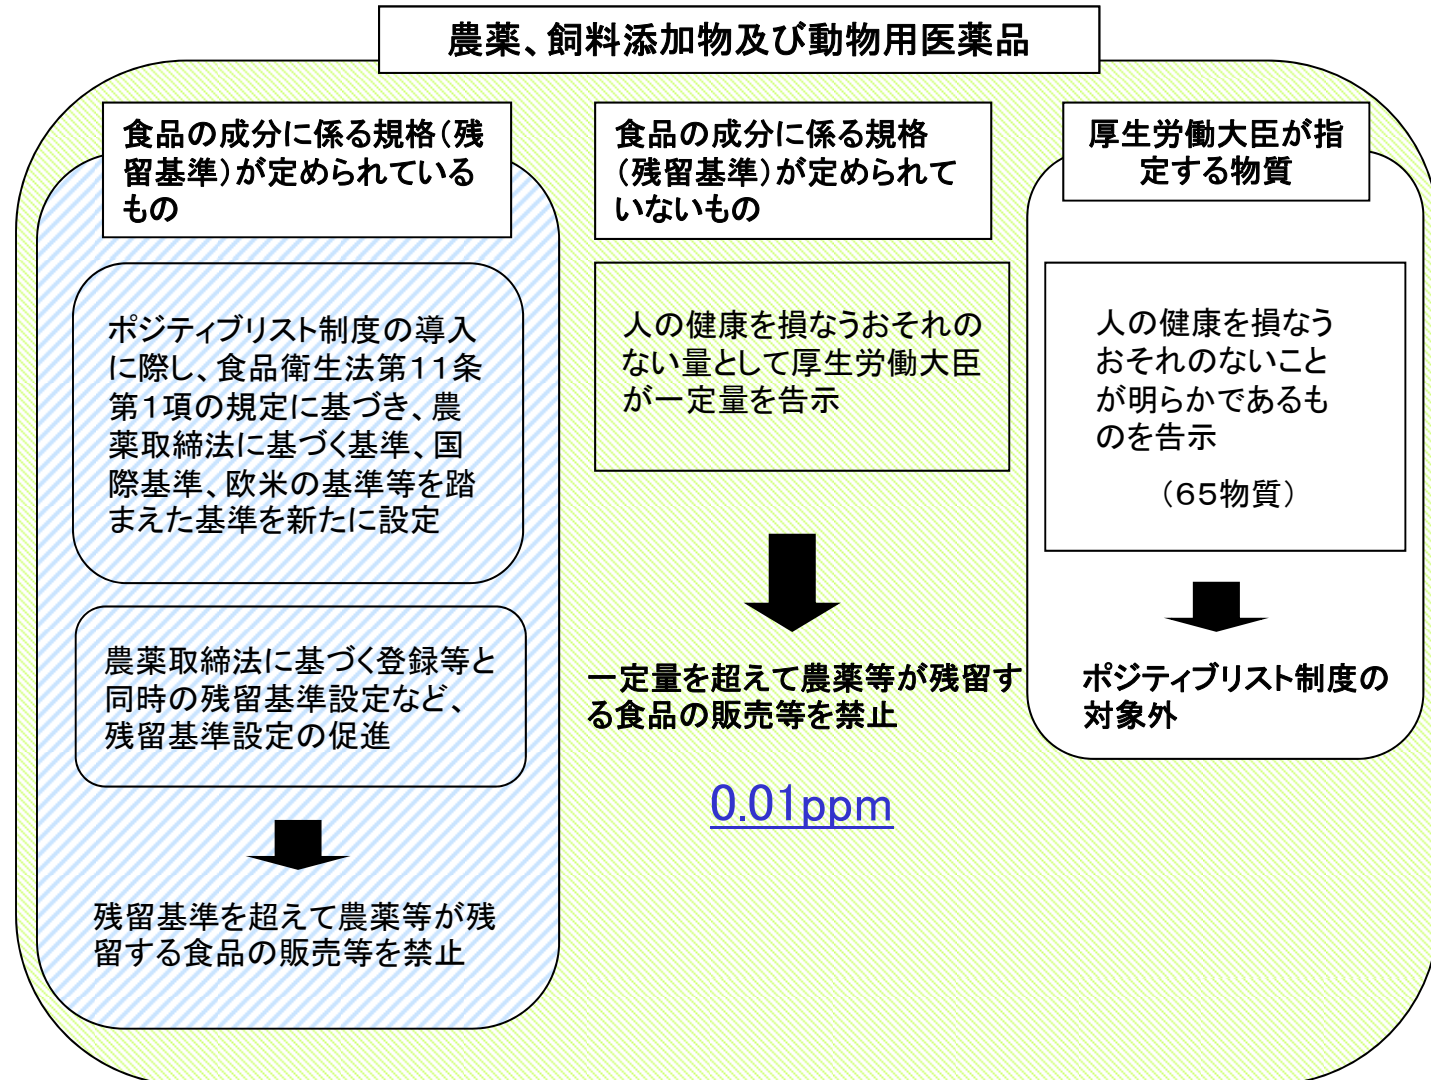 農薬、飼料添加物及び動物用医薬品
食品の成分に係る規格（残
留基準）が定められている
もの
ポジティブリスト制度の導入
に際し、食品衛生法第１１条
第１項の規定に基づき、農
薬取締法に基づく基準、国
際基準、欧米の基準等を踏
まえた基準を新たに設定
農薬取締法に基づく登録等と
同時の残留基準設定など、
残留基準設定の促進
残留基準を超えて農薬等が残
留する食品の販売等を禁止
食品の成分に係る規格
（残留基準）が定められて
いないもの
人の健康を損なうおそれの
ない量として厚生労働大臣
が一定量を告示
一定量を超えて農薬等が残留す
る食品の販売等を禁止
0.01ppm
厚生労働大臣が指
定する物質
人の健康を損なう
おそれのないこと
が明らかであるも
のを告示
（６５物質）
ポジティブリスト制度の
対象外